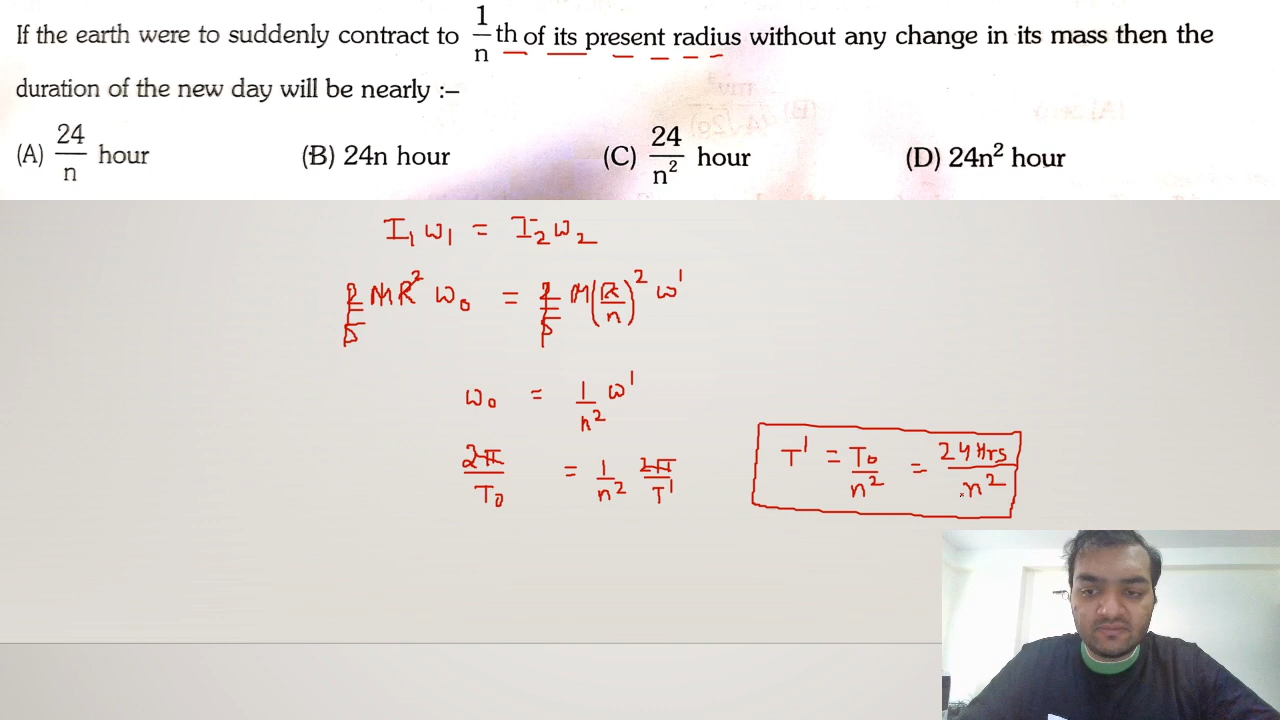 If the earth were to suddenly contract to 1/n th of its present radius without any change in its mass then the
duration of the new day will be nearly :–
(A) 24/n hour (B) 24n hour (C) 24/n² hour (D) 24n² hour
I₁ω₁ = I₂ω₂
2/5 MR² ω₀ = 2/5 M(R/n)² ω'
ω₀ = 1/n² ω'
2π/T₀ = 1/n² 2π/T'
T' = T₀/n² = 24Hrs/n²